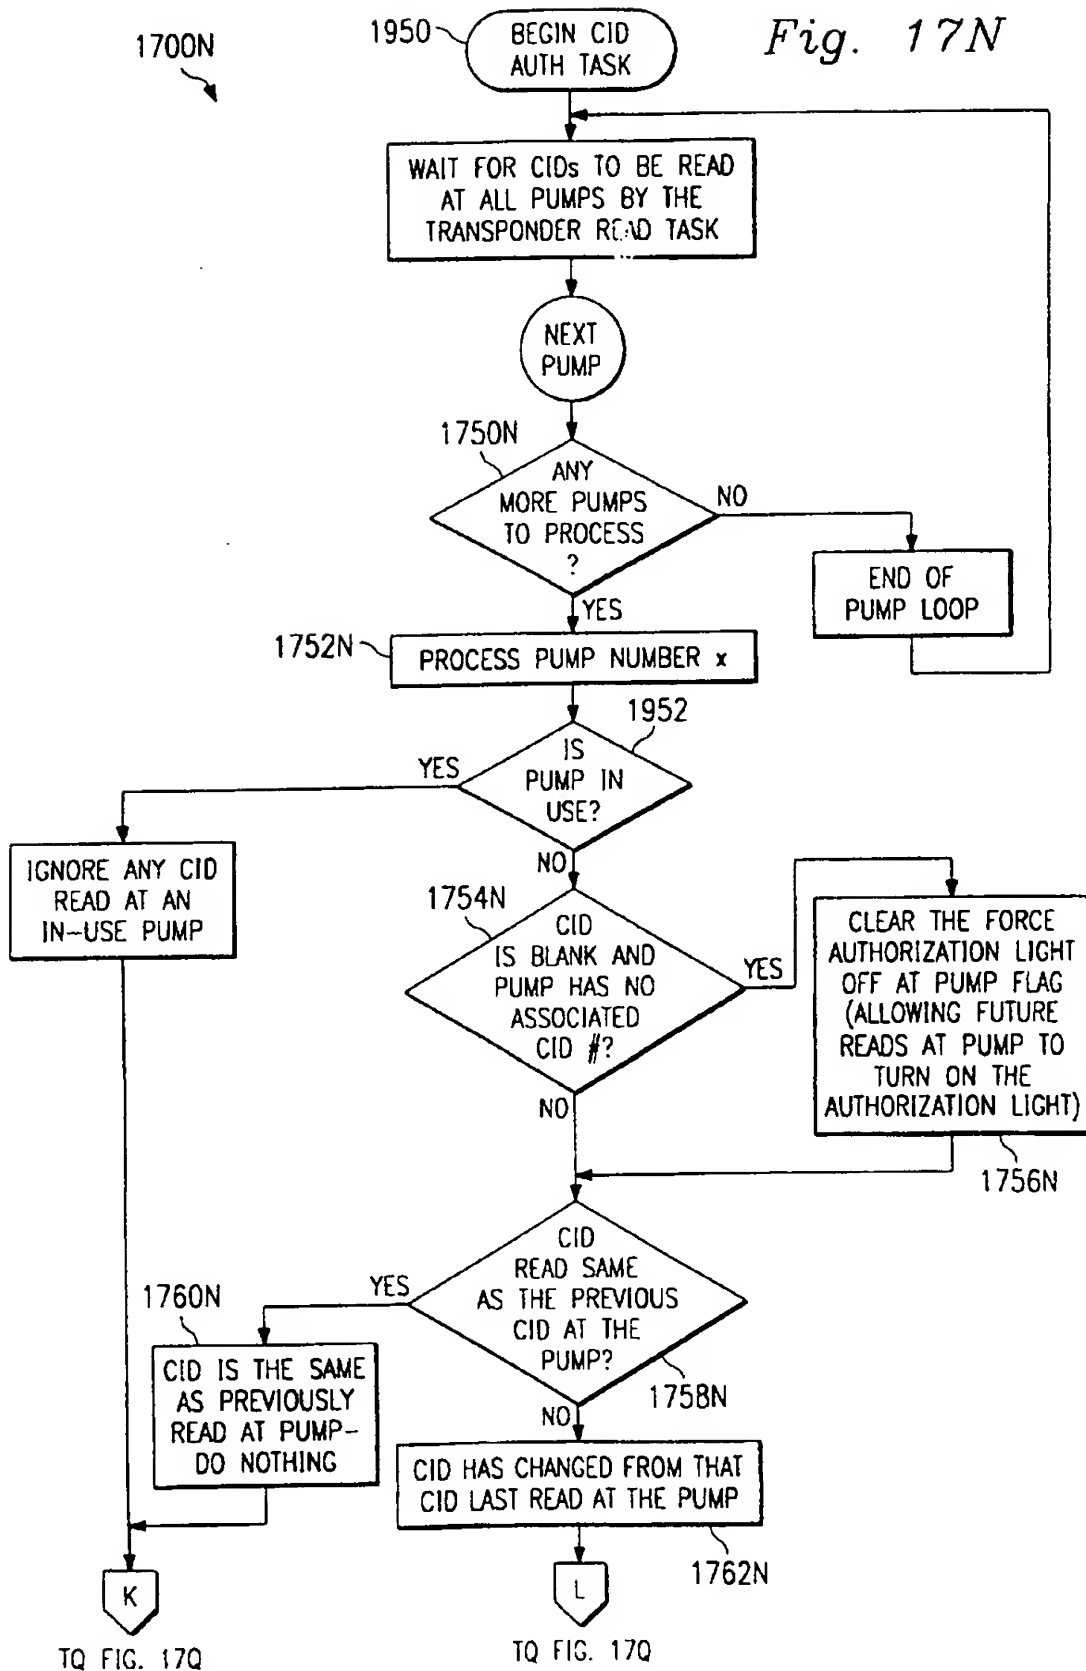 Fig. 17N
1700N
1950
BEGIN CID
AUTH TASK
WAIT FOR CIDs TO BE READ
AT ALL PUMPS BY THE
TRANSPONDER READ TASK
NEXT
PUMP
1750N
ANY
MORE PUMPS
TO PROCESS
?
NO
END OF
PUMP LOOP
YES
1752N
PROCESS PUMP NUMBER x
1952
IS
PUMP IN
USE?
YES
IGNORE ANY CID
READ AT AN
IN-USE PUMP
NO
1754N
CID
IS BLANK AND
PUMP HAS NO
ASSOCIATED
CID #?
YES
CLEAR THE FORCE
AUTHORIZATION LIGHT
OFF AT PUMP FLAG
(ALLOWING FUTURE
READS AT PUMP TO
TURN ON THE
AUTHORIZATION LIGHT)
1756N
NO
CID
READ SAME
AS THE PREVIOUS
CID AT THE
PUMP?
1758N
YES
1760N
CID IS THE SAME
AS PREVIOUSLY
READ AT PUMP-
DO NOTHING
NO
CID HAS CHANGED FROM THAT
CID LAST READ AT THE PUMP
1762N
K
TQ FIG. 17Q
L
TQ FIG. 17Q